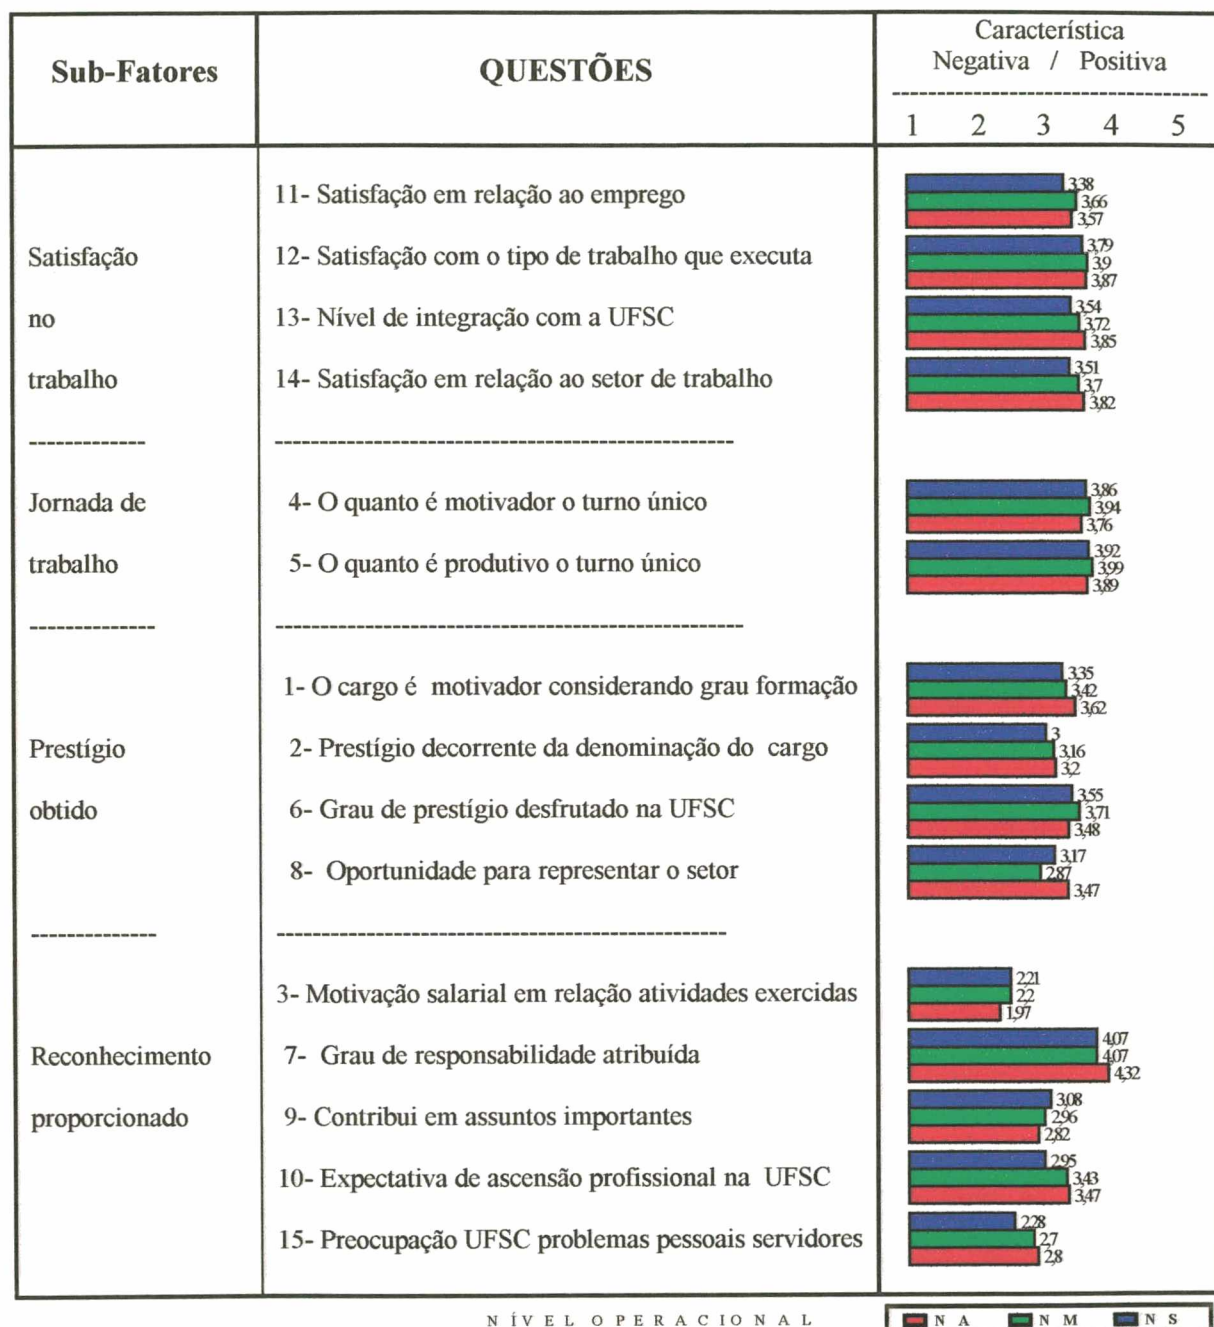 Sub-Fatores
QUESTÕES
Característica
Negativa / Positiva
1 2 3 4 5
Satisfação
no
trabalho
11- Satisfação em relação ao emprego
3,38
3,66
3,57
12- Satisfação com o tipo de trabalho que executa
3,79
3,9
3,87
13- Nível de integração com a UFSC
3,54
3,72
3,85
14- Satisfação em relação ao setor de trabalho
3,51
3,7
3,82
Jornada de
trabalho
4- O quanto é motivador o turno único
3,86
3,94
3,76
5- O quanto é produtivo o turno único
3,92
3,99
3,89
Prestígio
obtido
1- O cargo é motivador considerando grau formação
3,35
3,42
3,62
2- Prestígio decorrente da denominação do cargo
3
3,16
3,2
6- Grau de prestígio desfrutado na UFSC
3,55
3,71
3,48
8- Oportunidade para representar o setor
3,17
2,87
3,47
Reconhecimento
proporcionado
3- Motivação salarial em relação atividades exercidas
2,21
2,2
1,97
7- Grau de responsabilidade atribuída
4,07
4,07
4,32
9- Contribui em assuntos importantes
3,08
2,96
2,82
10- Expectativa de ascensão profissional na UFSC
2,95
3,43
3,47
15- Preocupação UFSC problemas pessoais servidores
2,28
2,7
2,8
NÍVEL OPERACIONAL
N A N M N S